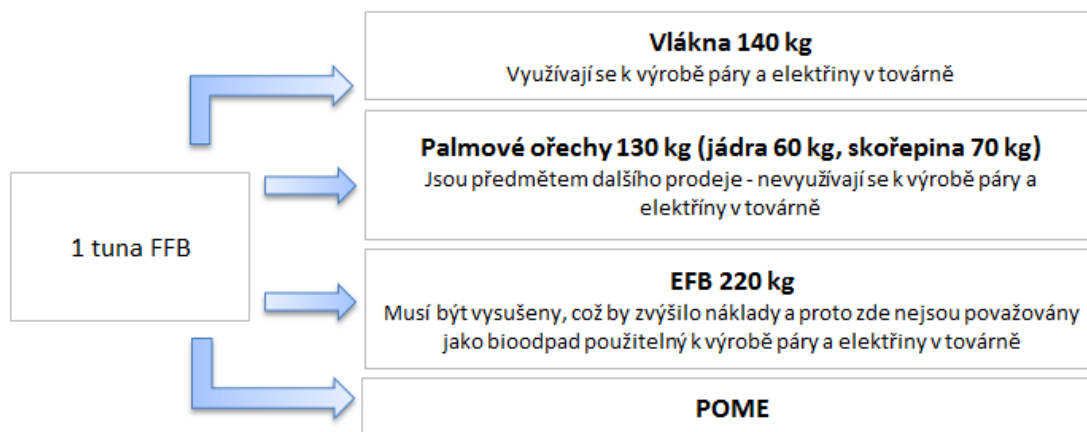 Vlákna 140 kg
Využívají se k výrobě páry a elektřiny v továrně
Palmové ořechy 130 kg (jádra 60 kg, skořepina 70 kg)
Jsou předmětem dalšího prodeje - nevyužívají se k výrobě páry a
elektříny v továrně
1 tuna FFB
EFB 220 kg
Musí být vysušeny, což by zvýšilo náklady a proto zde nejsou považovány
jako bioodpad použitelný k výrobě páry a elektřiny v továrně
POME